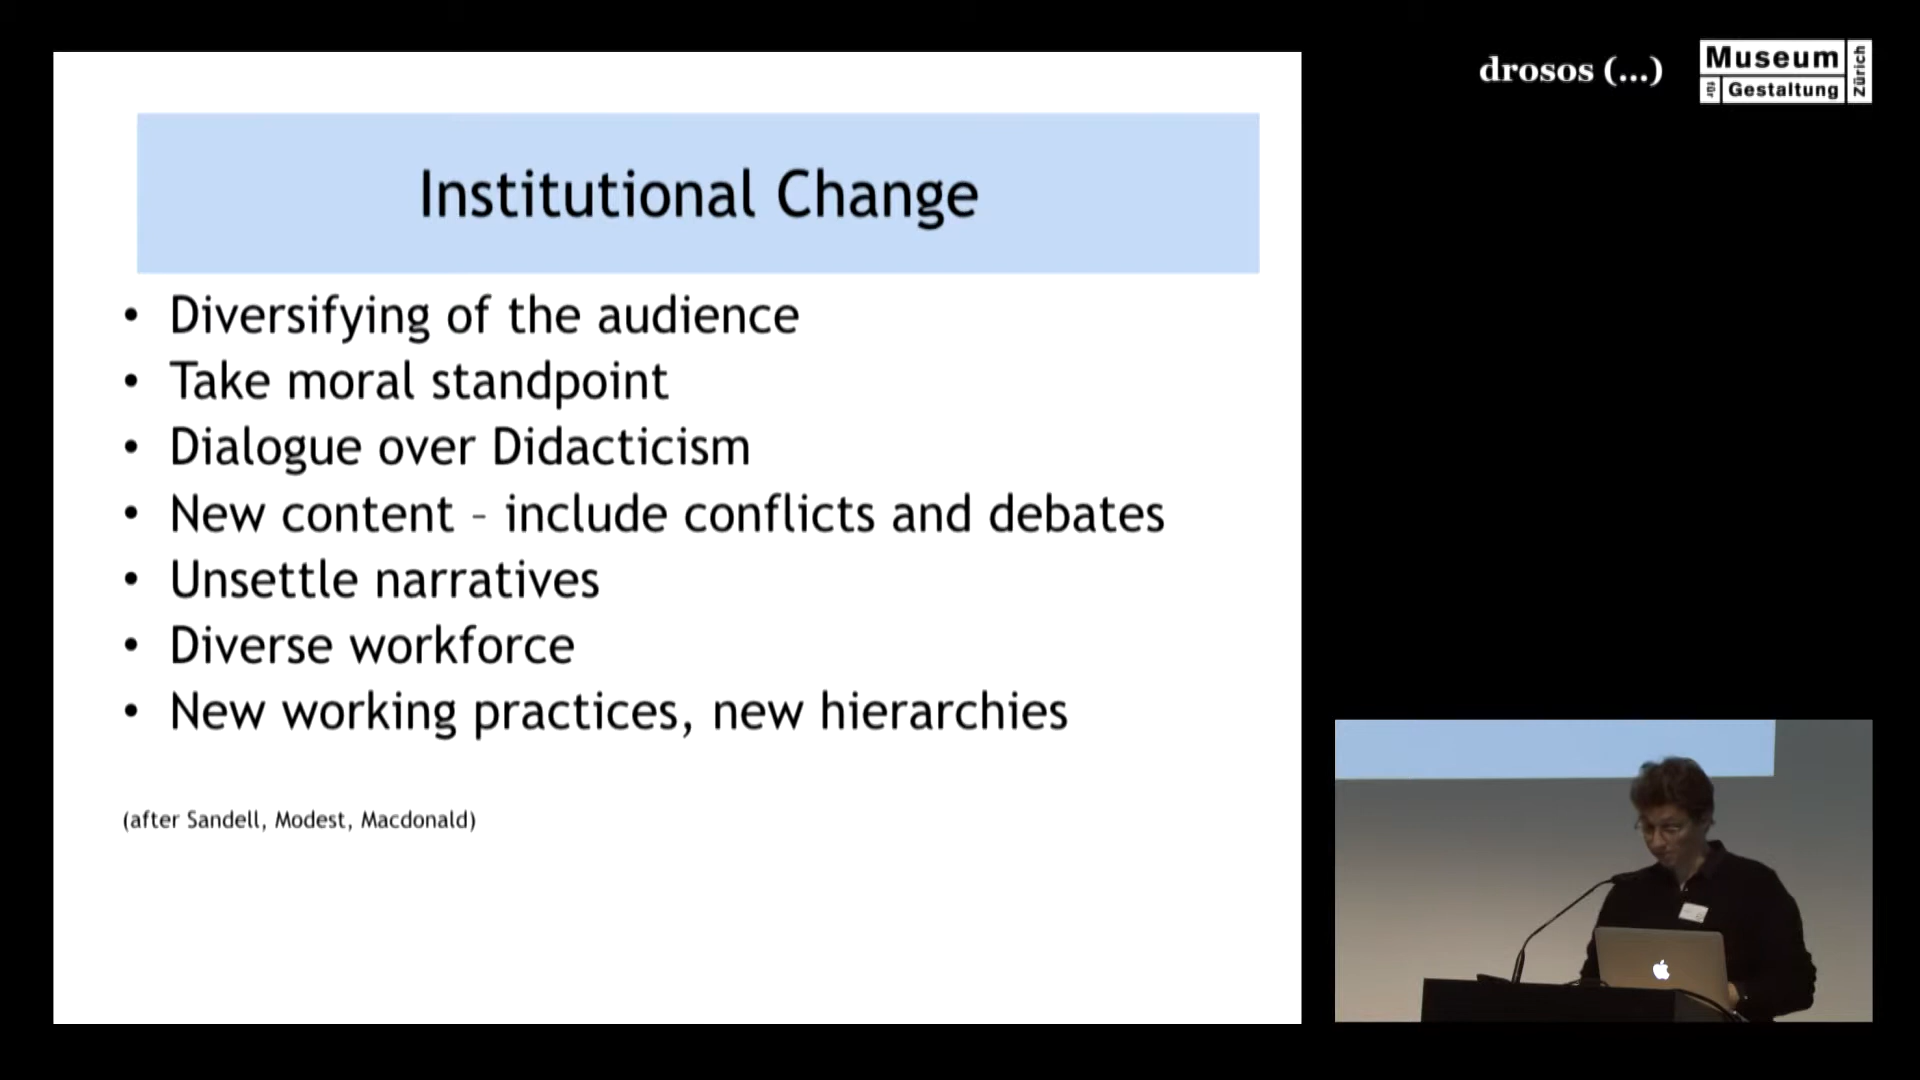 drosos (...)
Museum
für Gestaltung
Zürich
Institutional Change
• Diversifying of the audience
• Take moral standpoint
• Dialogue over Didacticism
• New content – include conflicts and debates
• Unsettle narratives
• Diverse workforce
• New working practices, new hierarchies
(after Sandell, Modest, Macdonald)